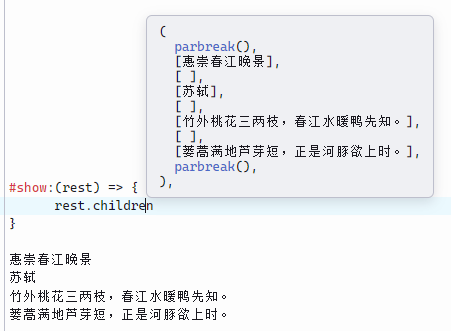 (
parbreak(),
[惠崇春江晚景],
[ ],
[苏轼],
[ ],
[竹外桃花三两枝，春江水暖鸭先知。],
[ ],
[蒌蒿满地芦芽短，正是河豚欲上时。],
parbreak(),
),
#show:(rest) => {
rest.children
}
惠崇春江晚景
苏轼
竹外桃花三两枝，春江水暖鸭先知。
蒌蒿满地芦芽短，正是河豚欲上时。